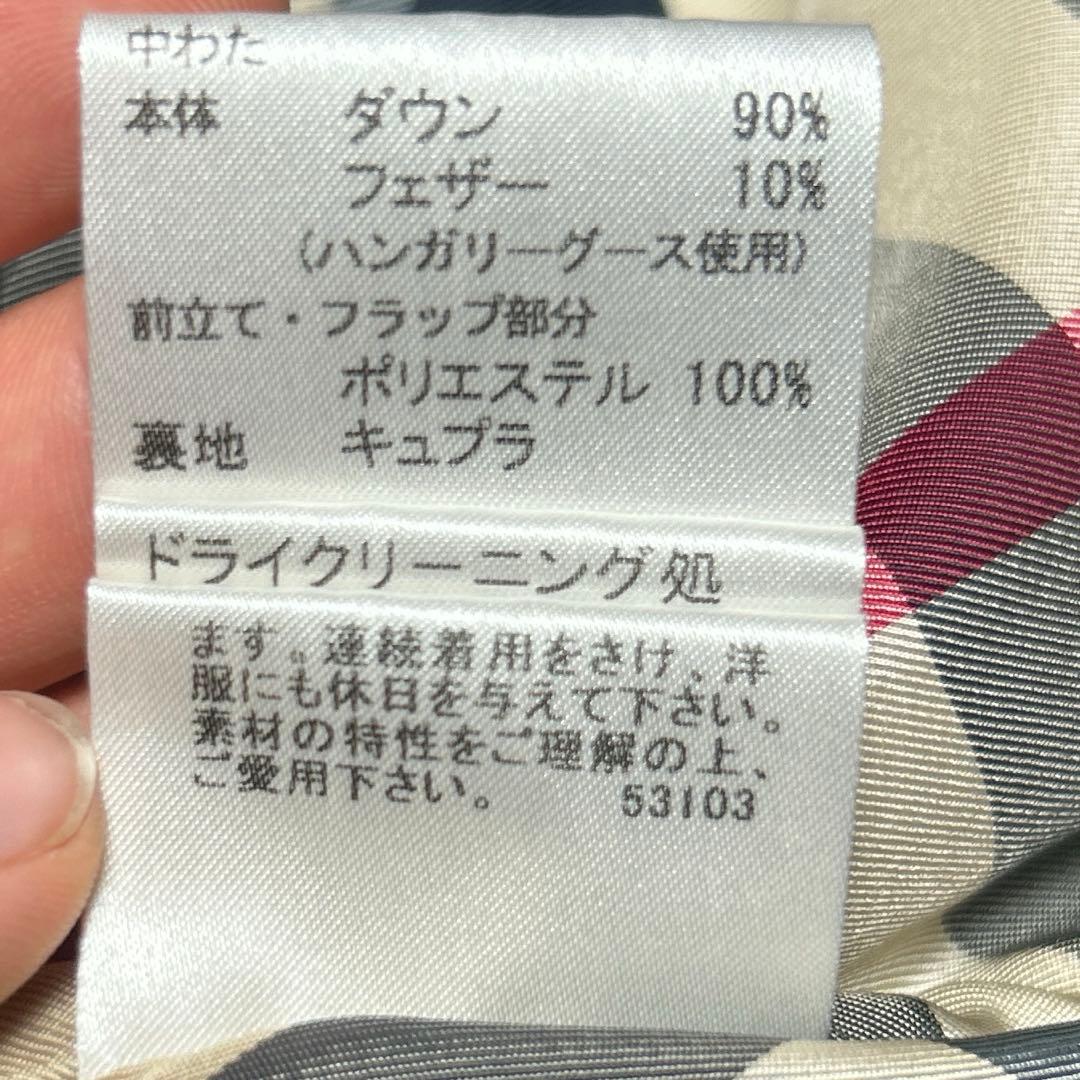 中わた
本体 ダウン 90%
フェザー 10%
(ハンガリーグース使用)
前立て・フラップ部分
ポリエステル 100%
裏地 キュプラ
ドライクリーニング処
ます。連続着用をさけ、洋
服にも休日を与えて下さい。
素材の特性をご理解の上、
ご愛用下さい。 53103